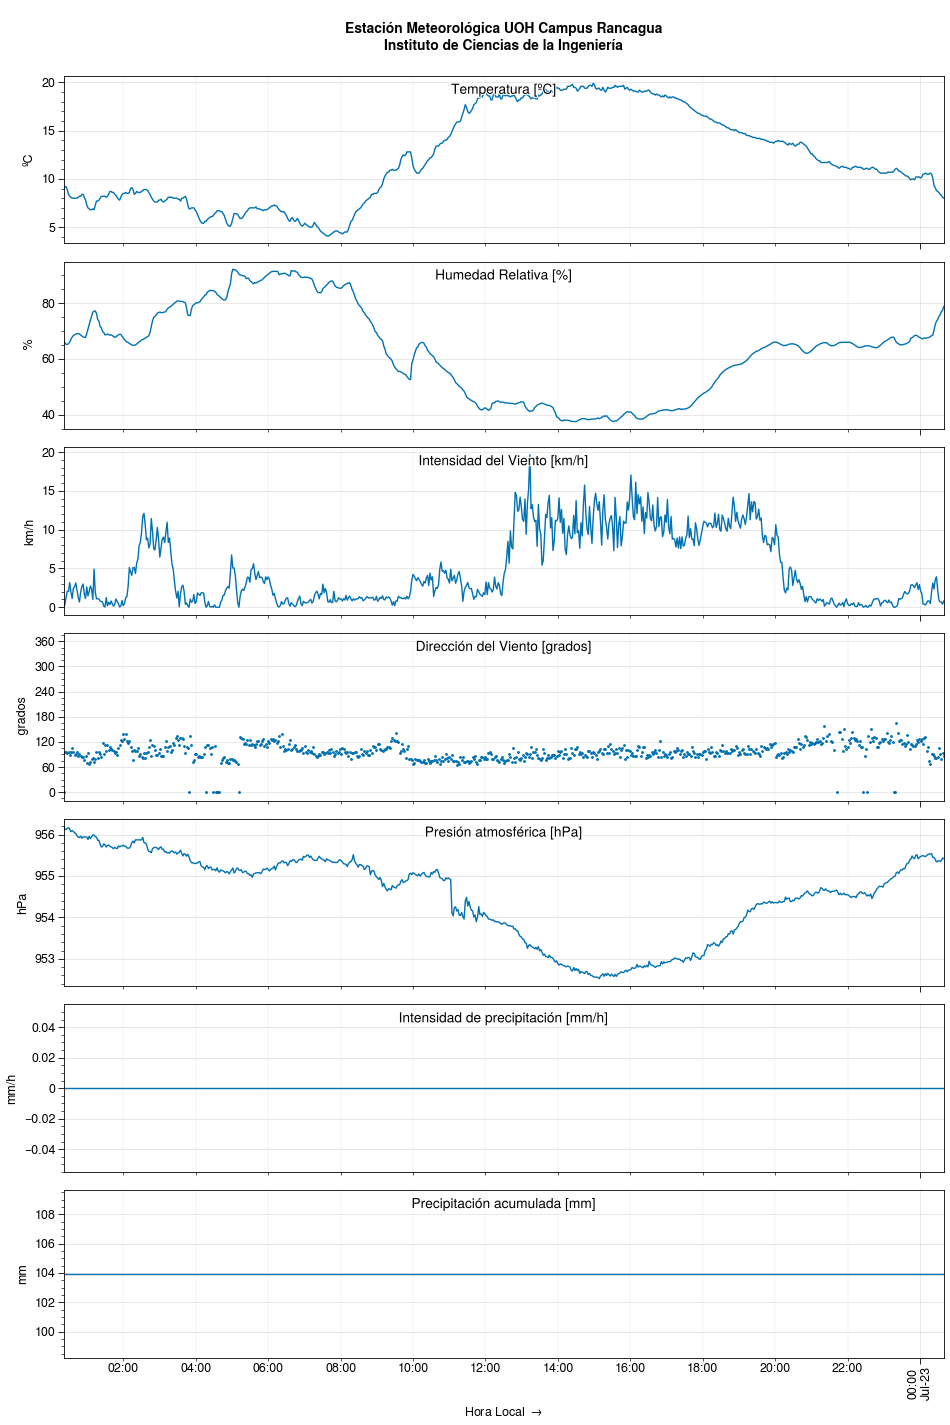 Estación Meteorológica UOH Campus Rancagua
Instituto de Ciencias de la Ingeniería
Temperatura [ºC]
20
15
10
5
ºC
Humedad Relativa [%]
80
60
40
%
Intensidad del Viento [km/h]
20
15
10
5
0
km/h
Dirección del Viento [grados]
360
300
240
180
120
60
0
grados
Presión atmosférica [hPa]
956
955
954
953
hPa
Intensidad de precipitación [mm/h]
0.04
0.02
0
−0.02
−0.04
mm/h
Precipitación acumulada [mm]
108
106
104
102
100
mm
02:00 04:00 06:00 08:00 10:00 12:00 14:00 16:00 18:00 20:00 22:00 00:00
Jul-23
Hora Local →